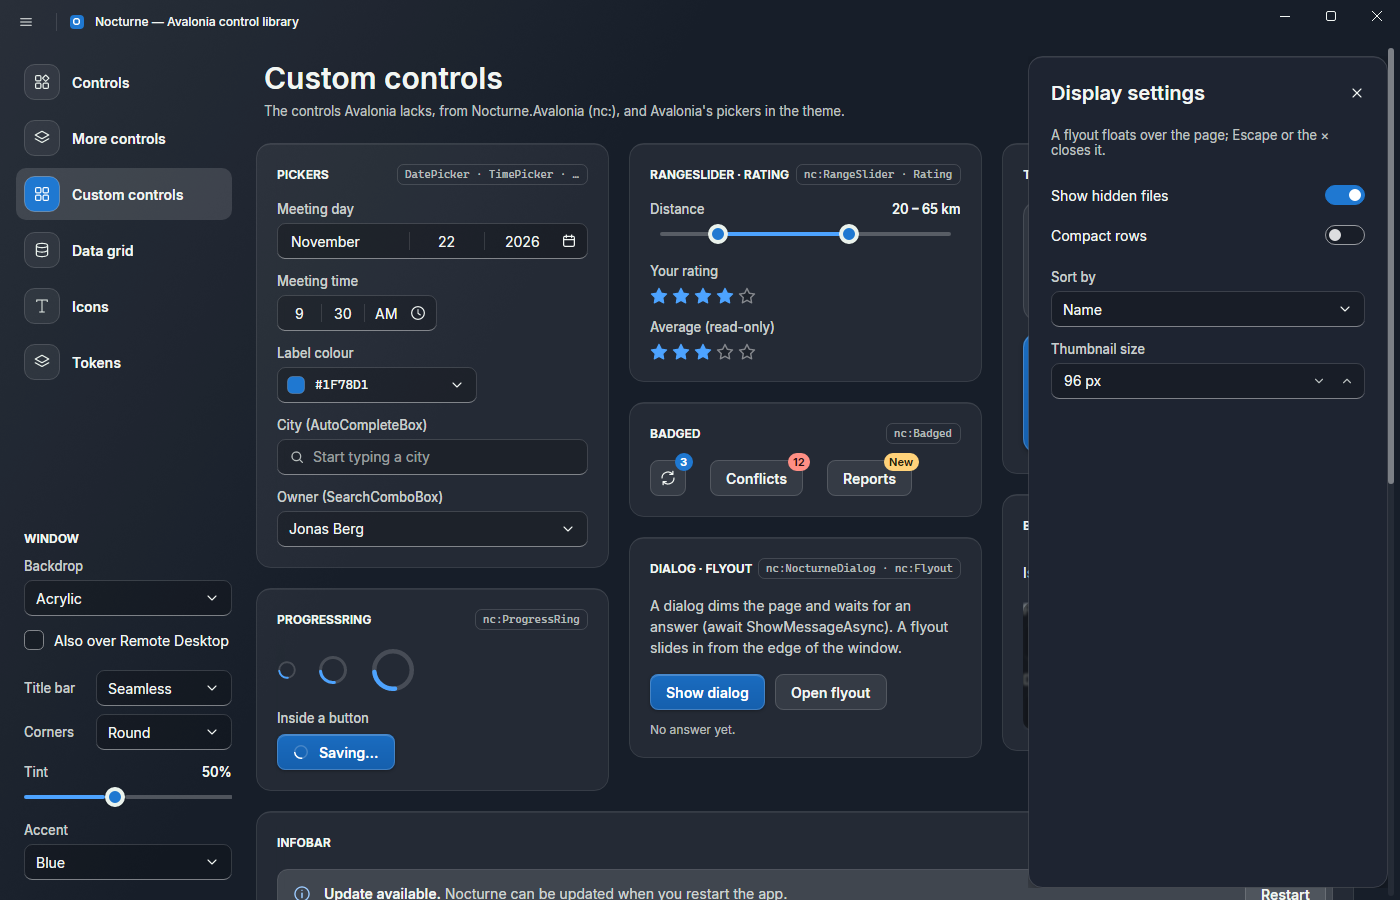 Nocturne — Avalonia control library
Controls
More controls
Custom controls
Data grid
Icons
Tokens
WINDOW
Backdrop
Acrylic
Also over Remote Desktop
Title bar
Seamless
Corners
Round
Tint
50%
Accent
Blue
Custom controls
The controls Avalonia lacks, from Nocturne.Avalonia (nc:), and Avalonia's pickers in the theme.
PICKERS
DatePicker · TimePicker · …
Meeting day
November 22 2026
Meeting time
9 30 AM
Label colour
#1F78D1
City (AutoCompleteBox)
Start typing a city
Owner (SearchComboBox)
Jonas Berg
PROGRESSRING
nc:ProgressRing
Inside a button
Saving...
RANGESLIDER · RATING
nc:RangeSlider · Rating
Distance
20 – 65 km
Your rating
Average (read-only)
BADGED
nc:Badged
3
Conflicts
12
Reports
New
DIALOG · FLYOUT
nc:NocturneDialog · nc:Flyout
A dialog dims the page and waits for an
answer (await ShowMessageAsync). A flyout
slides in from the edge of the window.
Show dialog
Open flyout
No answer yet.
INFOBAR
Update available. Nocturne can be updated when you restart the app.
Restart
Display settings
A flyout floats over the page; Escape or the ×
closes it.
Show hidden files
Compact rows
Sort by
Name
Thumbnail size
96 px